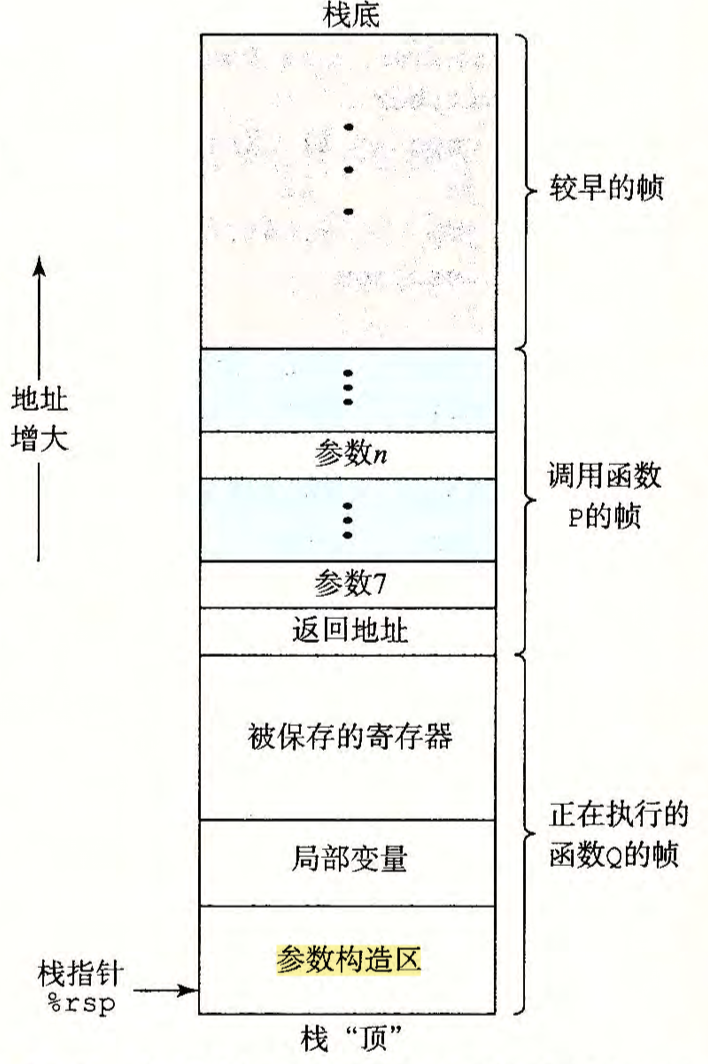 栈底
较早的帧
地址
增大
参数n
调用函数
P的帧
参数7
返回地址
被保存的寄存器
正在执行的
函数Q的帧
局部变量
参数构造区
栈指针
%rsp
栈“顶”